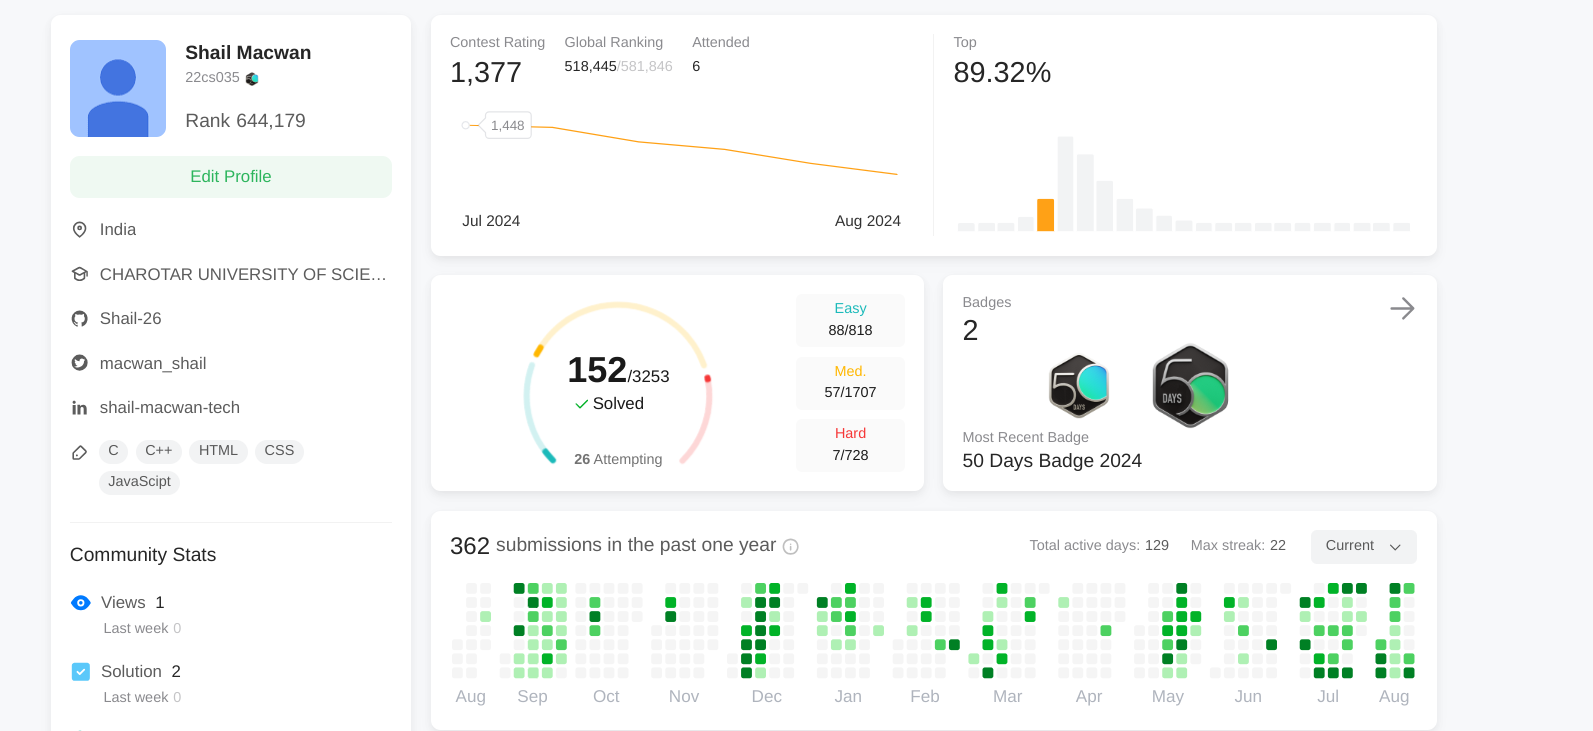 Shail Macwan
22cs035
Rank 644,179
Edit Profile
India
CHAROTAR UNIVERSITY OF SCIE...
Shail-26
macwan_shail
shail-macwan-tech
C C++ HTML CSS
JavaScipt
Community Stats
Views 1
Last week 0
Solution 2
Last week 0
Contest Rating Global Ranking Attended
1,377 518,445/581,846 6
1,448
Jul 2024 Aug 2024
Top
89.32%
152/3253
Solved
26 Attempting
Easy
88/818
Med.
57/1707
Hard
7/728
Badges
2
50 DAYS
50 DAYS
Most Recent Badge
50 Days Badge 2024
362 submissions in the past one year
Total active days: 129 Max streak: 22 Current
Aug Sep Oct Nov Dec Jan Feb Mar Apr May Jun Jul Aug